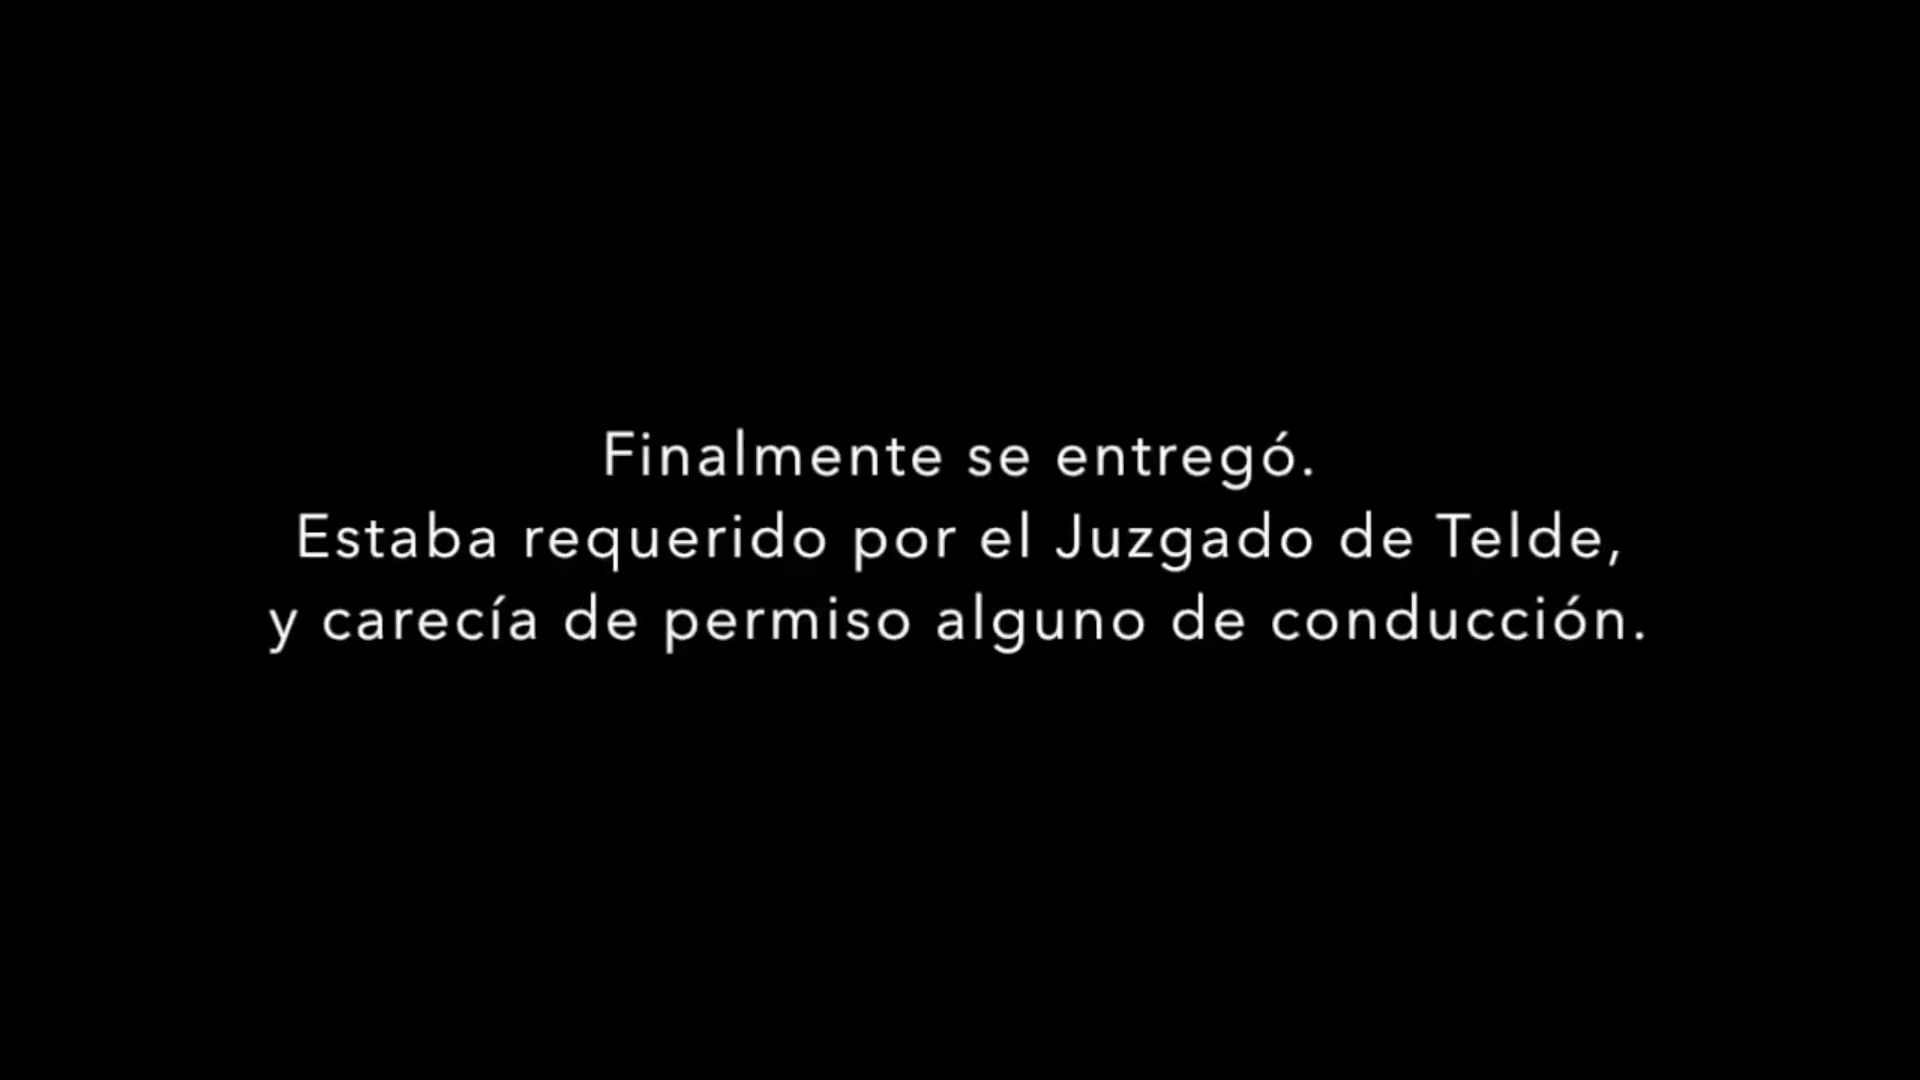 Finalmente se entregó.
Estaba requerido por el Juzgado de Telde,
y carecía de permiso alguno de conducción.